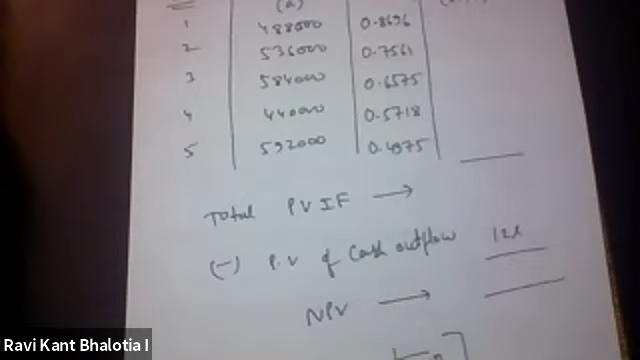 (a)
1 488000 0.8696
2 536000 0.7561
3 584000 0.6575
4 440000 0.5718
5 592000 0.4975
Total PVIF →
(-) P.V of Cash outflow 12l
NPV →
Ravi Kant Bhalotia I